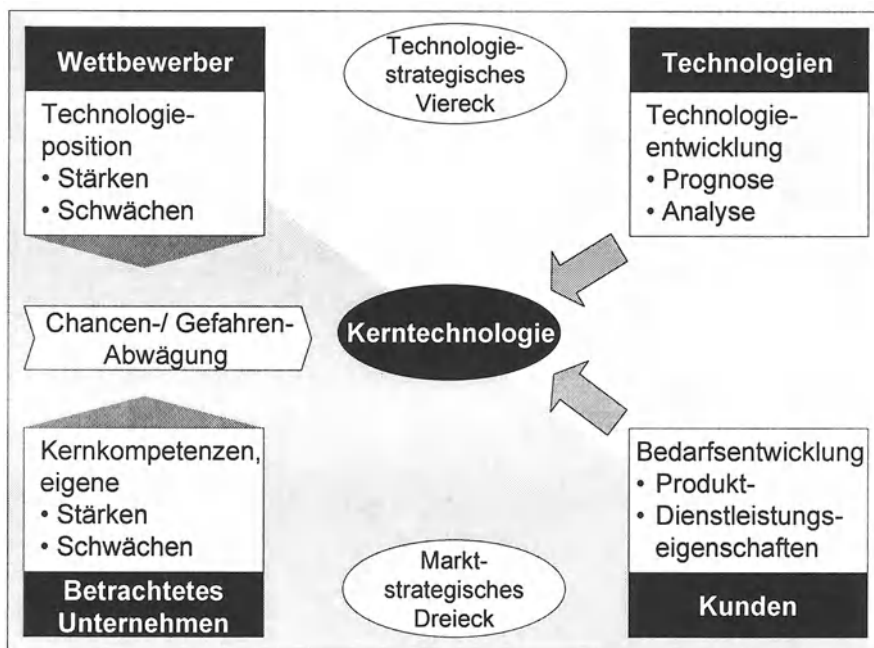 Wettbewerber
Technologie-
position
• Stärken
• Schwächen
Technologie-
strategisches
Viereck
Technologien
Technologie-
entwicklung
• Prognose
• Analyse
Chancen-/ Gefahren-
Abwägung
Kerntechnologie
Kernkompetenzen,
eigene
• Stärken
• Schwächen
Betrachtetes
Unternehmen
Markt-
strategisches
Dreieck
Bedarfsentwicklung
• Produkt-
• Dienstleistungs-
eigenschaften
Kunden